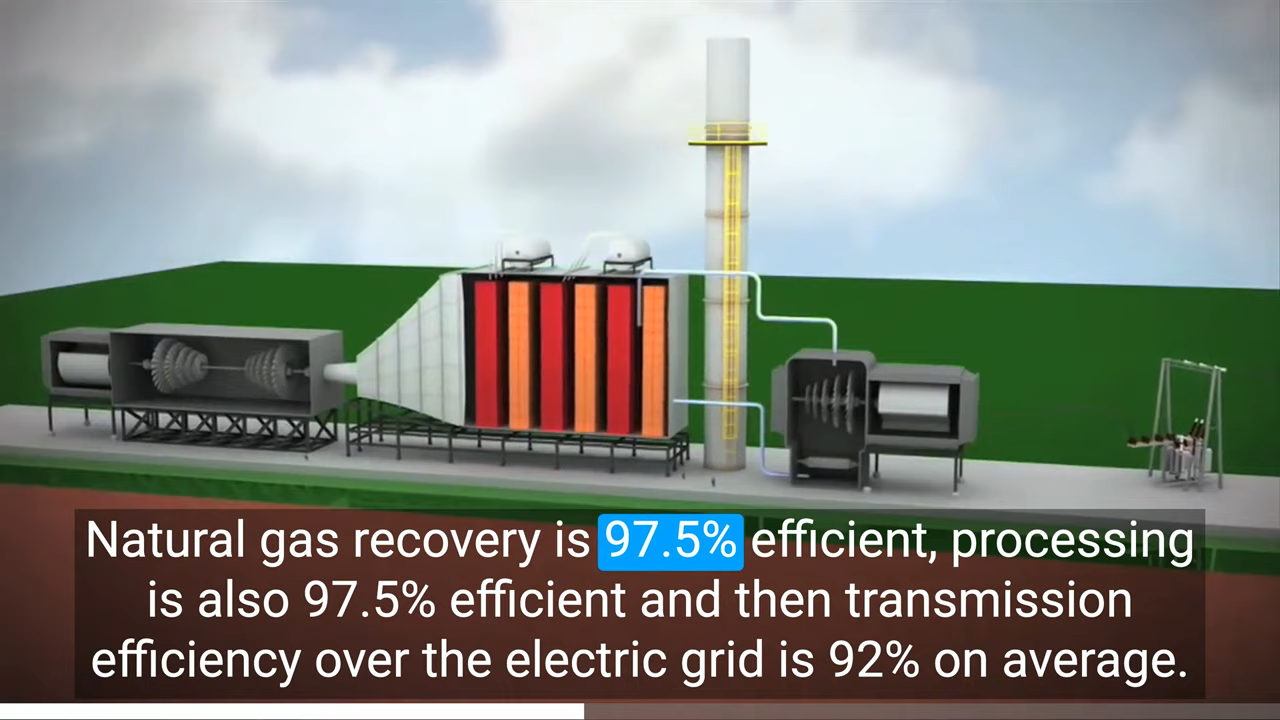 Natural gas recovery is 97.5% efficient, processing
is also 97.5% efficient and then transmission
efficiency over the electric grid is 92% on average.